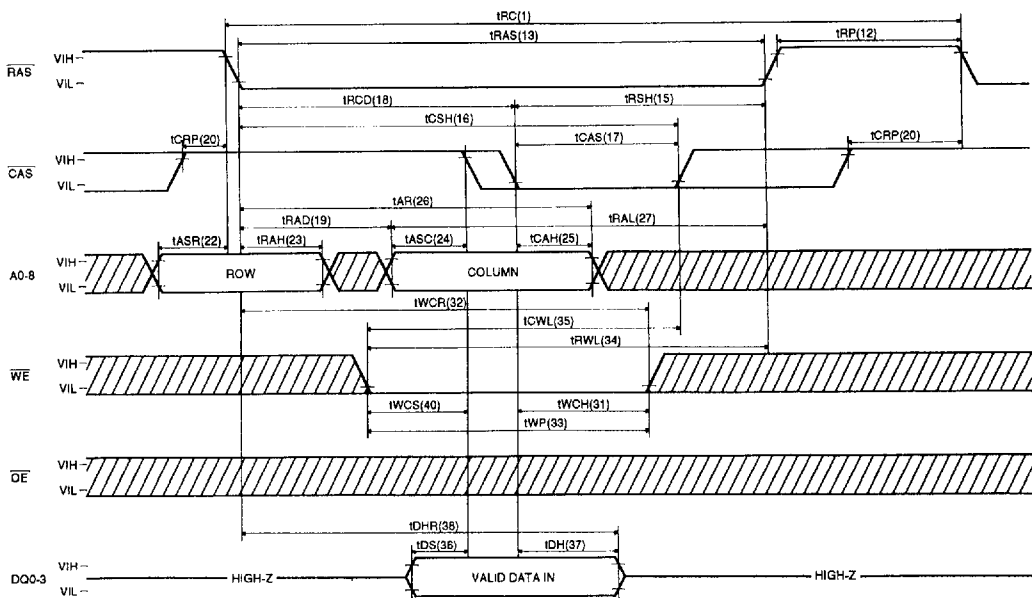 tRC(1)
tRAS(13)
tRP(12)
VIH
RAS
VIL
tRCD(18)
tRSH(15)
tCSH(16)
tCRP(20)
tCAS(17)
tCRP(20)
VIH
CAS
VIL
tAR(26)
tRAD(19)
tRAL(27)
tASR(22)
tRAH(23)
tASC(24)
tCAH(25)
VIH
A0-8
ROW
COLUMN
VIL
tWCR(32)
tCWL(35)
tRWL(34)
VIH
WE
VIL
tWCS(40)
tWCH(31)
tWP(33)
VIH
OE
VIL
tDHR(38)
tDS(36)
tDH(37)
VIH
DQ0-3
HIGH-Z
VALID DATA IN
HIGH-Z
VIL